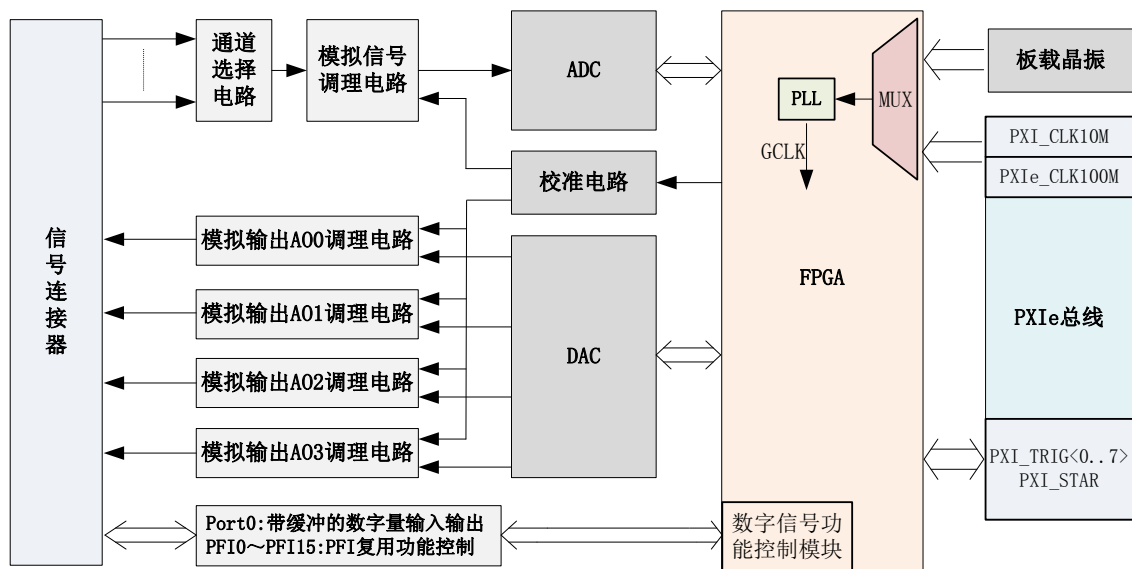 信号连接器
通道
选择
电路
模拟信号
调理电路
ADC
校准电路
模拟输出AO0调理电路
模拟输出AO1调理电路
模拟输出AO2调理电路
模拟输出AO3调理电路
DAC
Port0:带缓冲的数字量输入输出
PFI0～PFI15:PFI复用功能控制
PLL
MUX
GCLK
FPGA
数字信号功
能控制模块
板载晶振
PXI_CLK10M
PXIe_CLK100M
PXIe总线
PXI_TRIG<0..7>
PXI_STAR